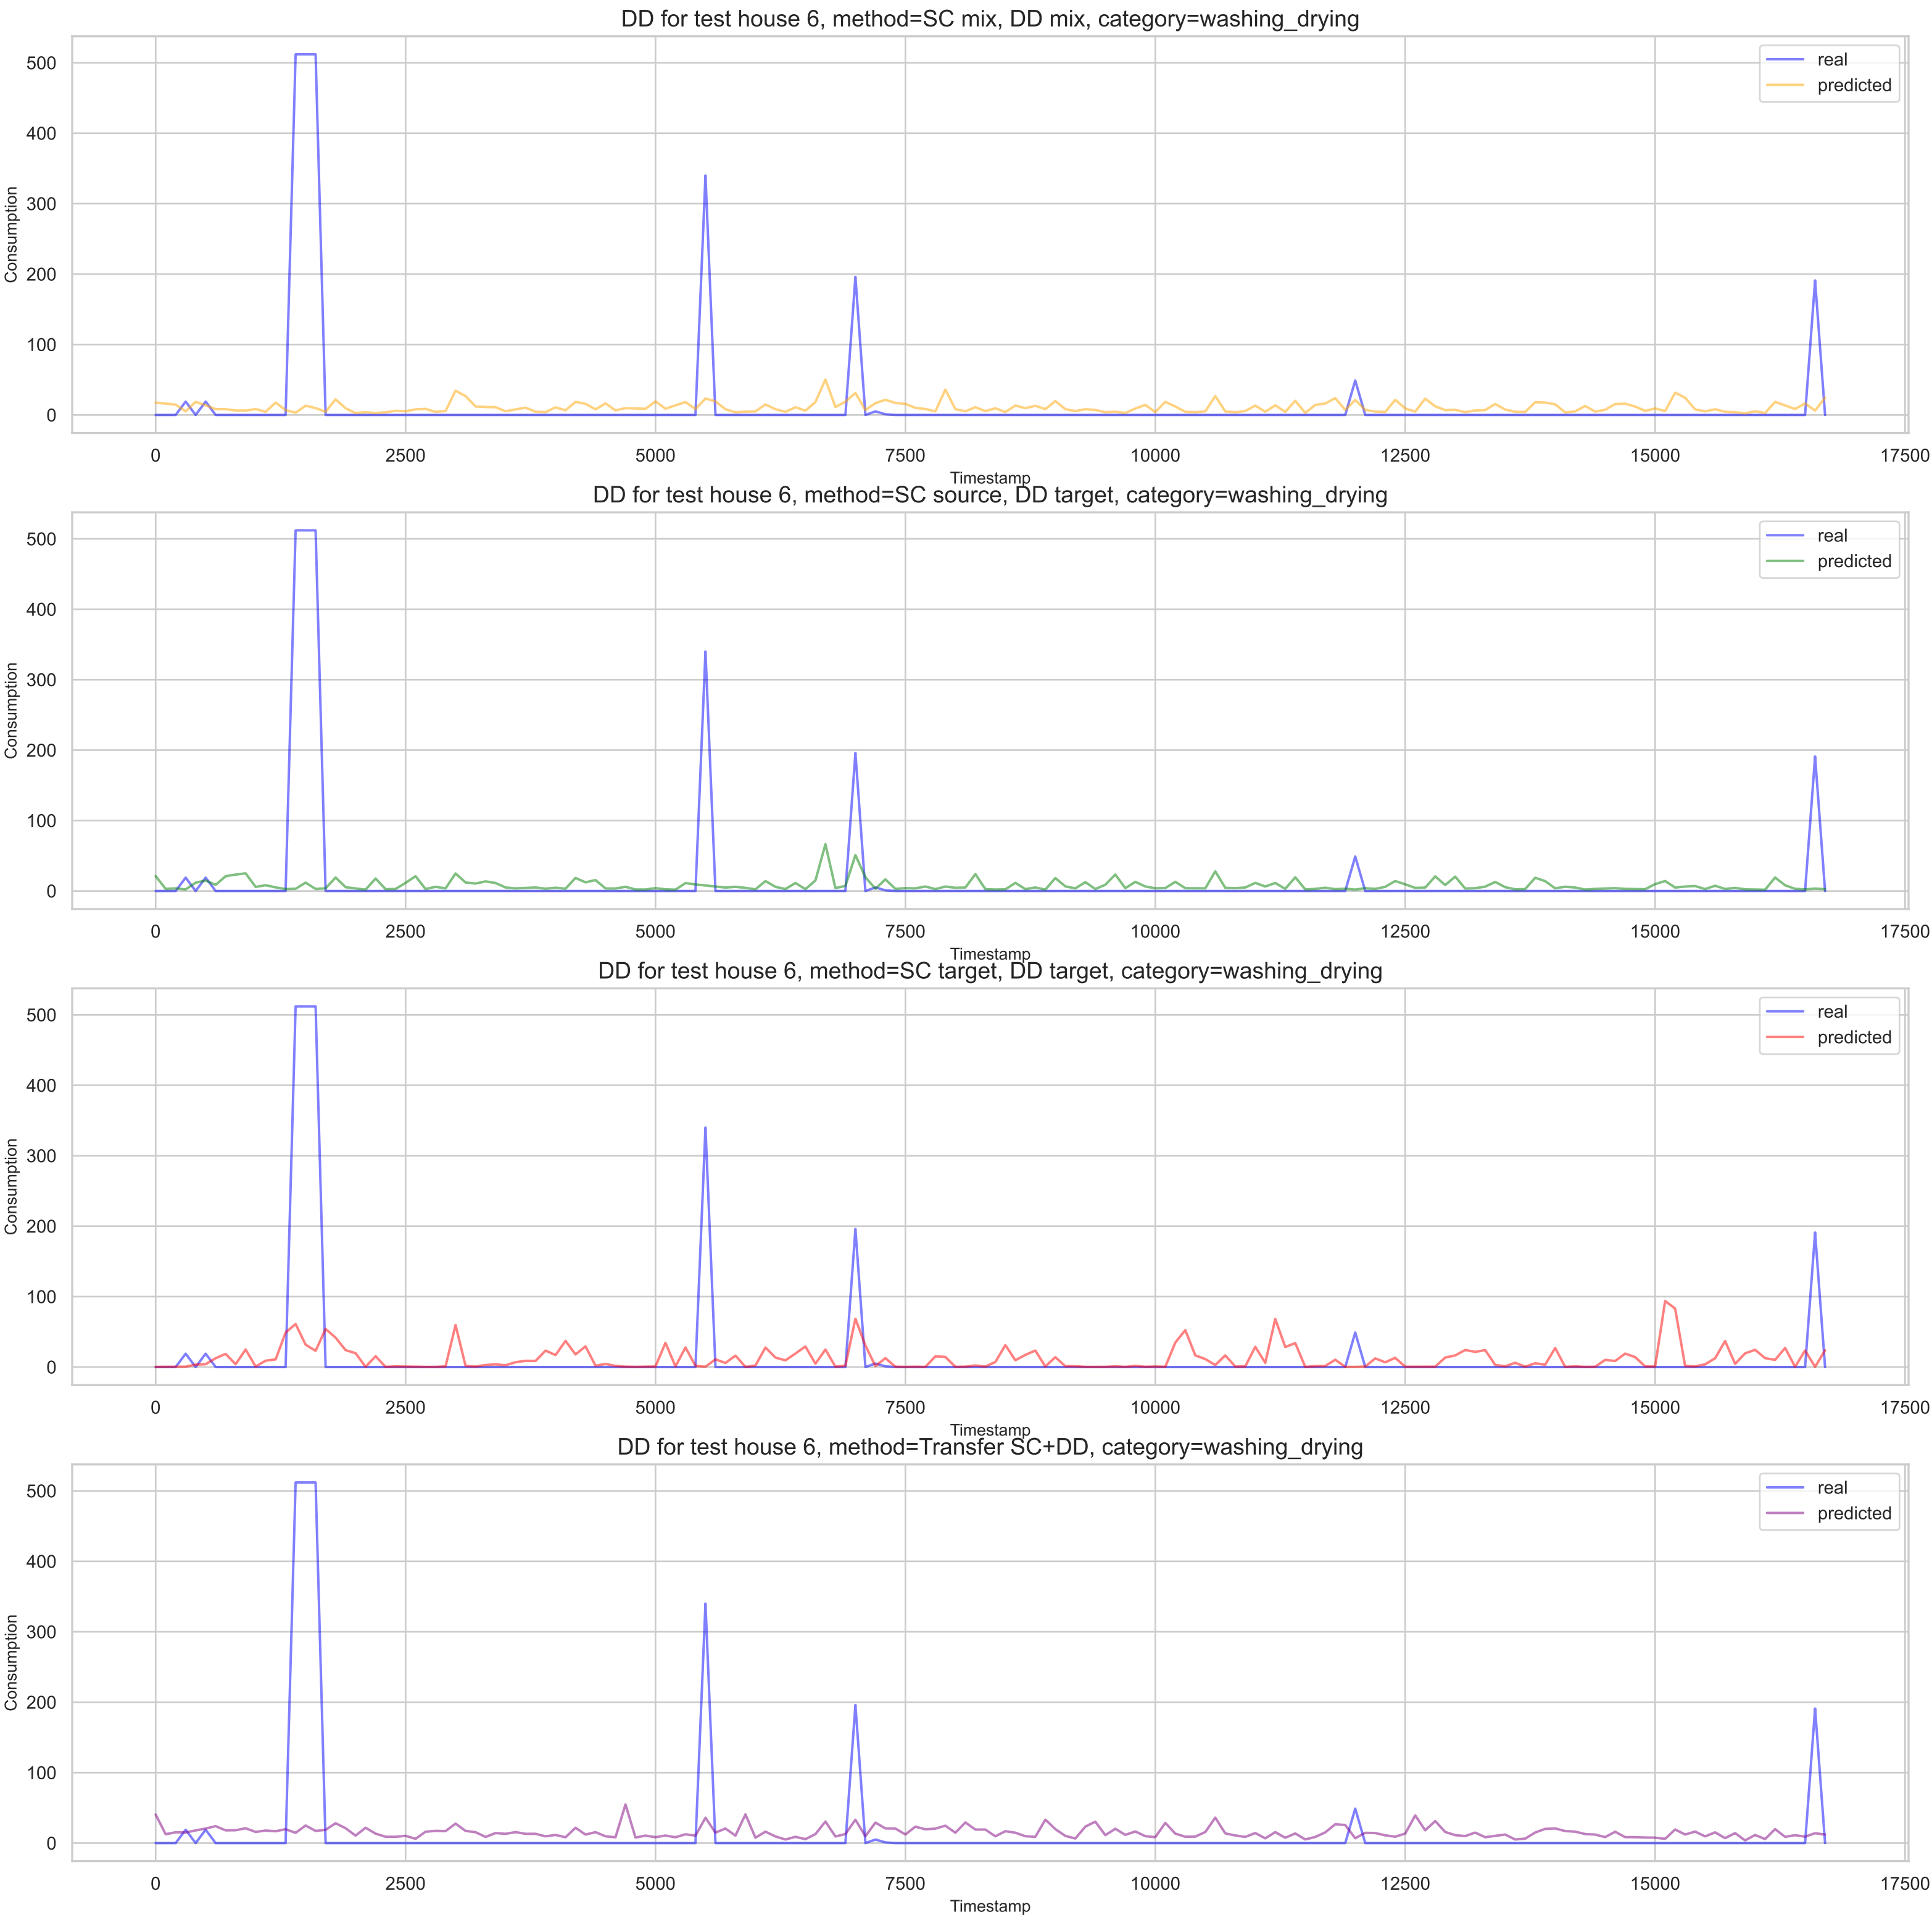 DD for test house 6, method=SC mix, DD mix, category=washing_drying
real
predicted
500
400
300
200
100
0
Consumption
0 2500 5000 7500 10000 12500 15000 17500
Timestamp
DD for test house 6, method=SC source, DD target, category=washing_drying
real
predicted
500
400
300
200
100
0
Consumption
0 2500 5000 7500 10000 12500 15000 17500
Timestamp
DD for test house 6, method=SC target, DD target, category=washing_drying
real
predicted
500
400
300
200
100
0
Consumption
0 2500 5000 7500 10000 12500 15000 17500
Timestamp
DD for test house 6, method=Transfer SC+DD, category=washing_drying
real
predicted
500
400
300
200
100
0
Consumption
0 2500 5000 7500 10000 12500 15000 17500
Timestamp